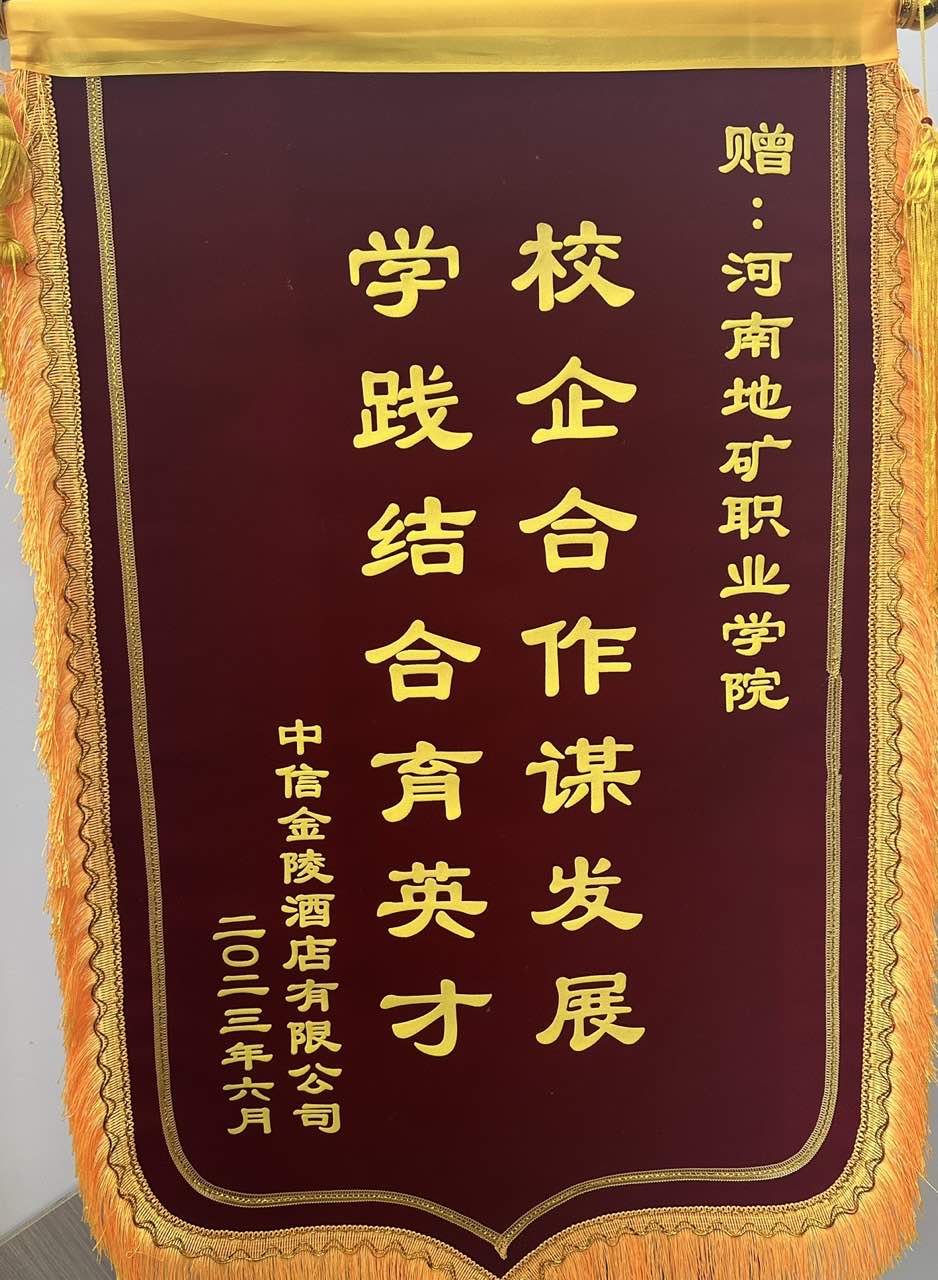 赠：河南地矿职业学院
校企合作谋发展
学践结合育英才
中信金陵酒店有限公司
二〇二三年六月